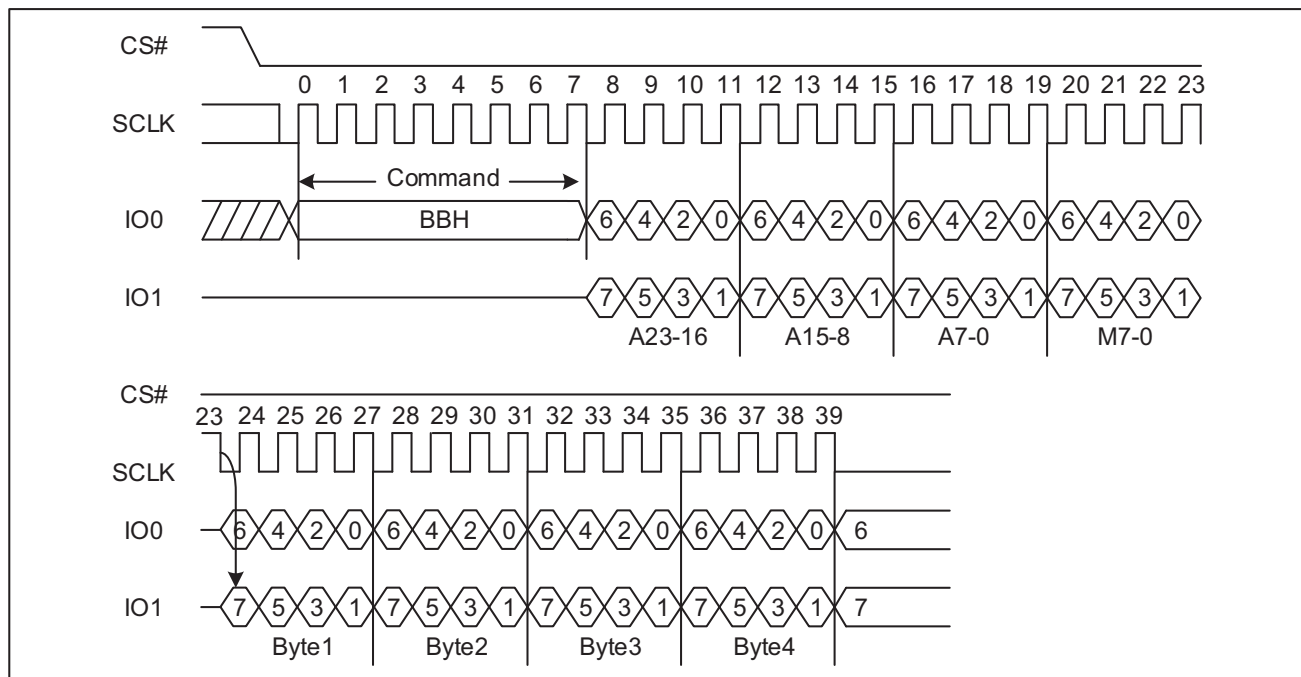 CS#
0 1 2 3 4 5 6 7 8 9 10 11 12 13 14 15 16 17 18 19 20 21 22 23
SCLK
Command
IO0 BBH 6 4 2 0 6 4 2 0 6 4 2 0 6 4 2 0
IO1 7 5 3 1 7 5 3 1 7 5 3 1 7 5 3 1
A23-16 A15-8 A7-0 M7-0
CS#
23 24 25 26 27 28 29 30 31 32 33 34 35 36 37 38 39
SCLK
IO0 6 4 2 0 6 4 2 0 6 4 2 0 6 4 2 0 6
IO1 7 5 3 1 7 5 3 1 7 5 3 1 7 5 3 1 7
Byte1 Byte2 Byte3 Byte4